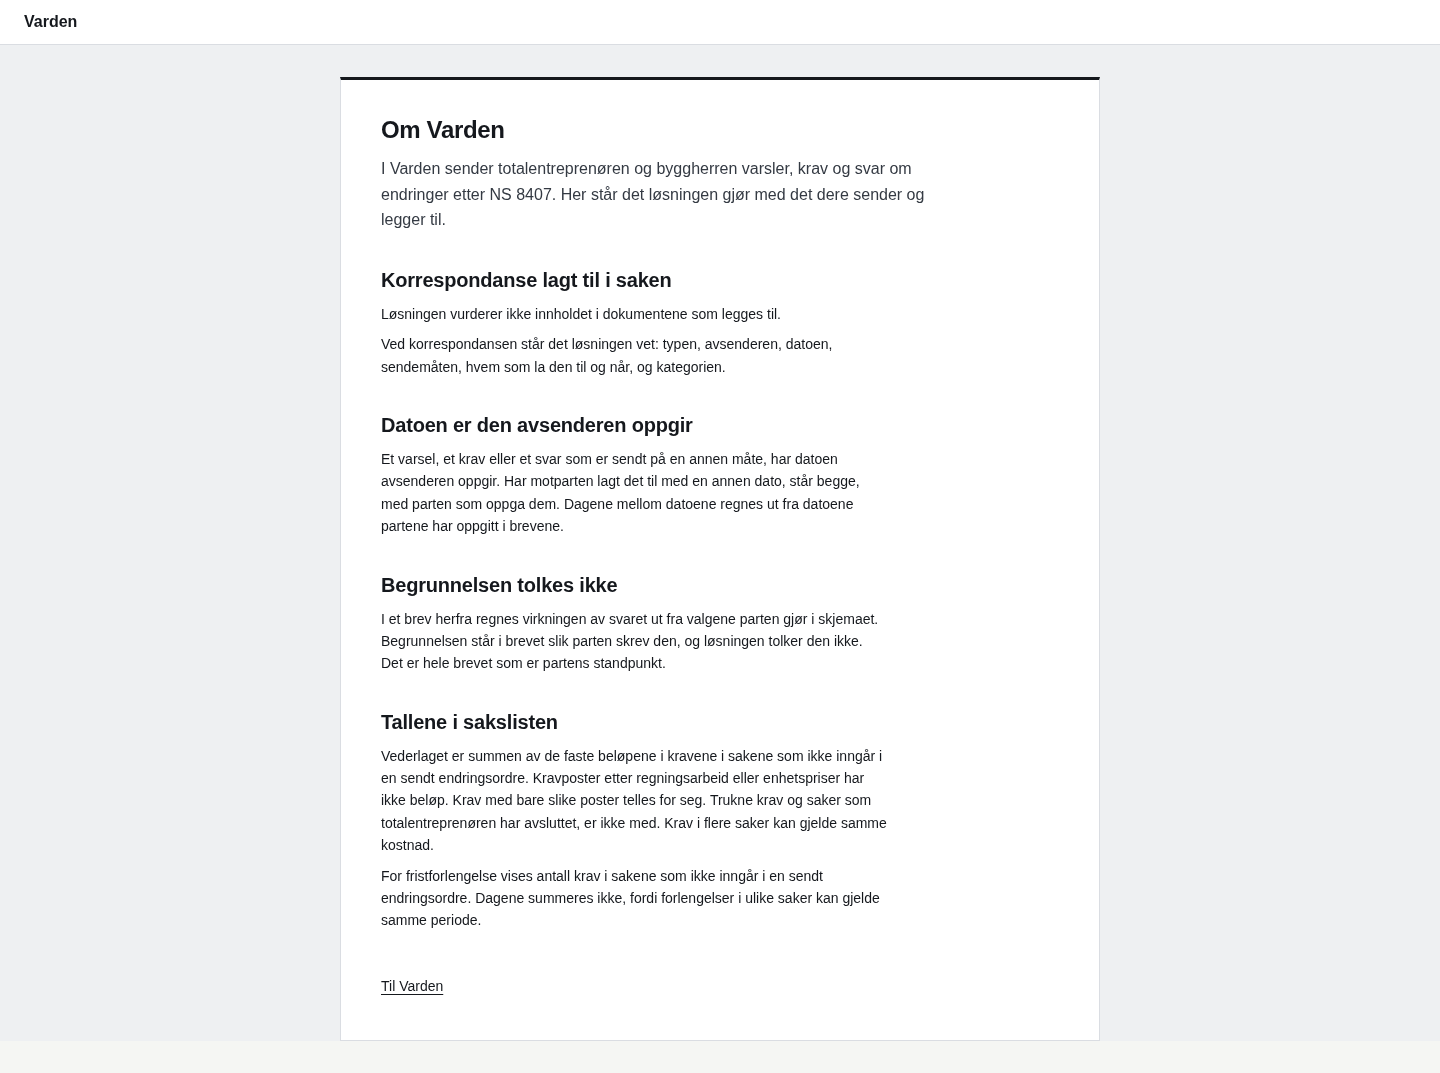 Varden
Om Varden
I Varden sender totalentreprenøren og byggherren varsler, krav og svar om
endringer etter NS 8407. Her står det løsningen gjør med det dere sender og
legger til.
Korrespondanse lagt til i saken
Løsningen vurderer ikke innholdet i dokumentene som legges til.
Ved korrespondansen står det løsningen vet: typen, avsenderen, datoen,
sendemåten, hvem som la den til og når, og kategorien.
Datoen er den avsenderen oppgir
Et varsel, et krav eller et svar som er sendt på en annen måte, har datoen
avsenderen oppgir. Har motparten lagt det til med en annen dato, står begge,
med parten som oppga dem. Dagene mellom datoene regnes ut fra datoene
partene har oppgitt i brevene.
Begrunnelsen tolkes ikke
I et brev herfra regnes virkningen av svaret ut fra valgene parten gjør i skjemaet.
Begrunnelsen står i brevet slik parten skrev den, og løsningen tolker den ikke.
Det er hele brevet som er partens standpunkt.
Tallene i sakslisten
Vederlaget er summen av de faste beløpene i kravene i sakene som ikke inngår i
en sendt endringsordre. Kravposter etter regningsarbeid eller enhetspriser har
ikke beløp. Krav med bare slike poster telles for seg. Trukne krav og saker som
totalentreprenøren har avsluttet, er ikke med. Krav i flere saker kan gjelde samme
kostnad.
For fristforlengelse vises antall krav i sakene som ikke inngår i en sendt
endringsordre. Dagene summeres ikke, fordi forlengelser i ulike saker kan gjelde
samme periode.
Til Varden